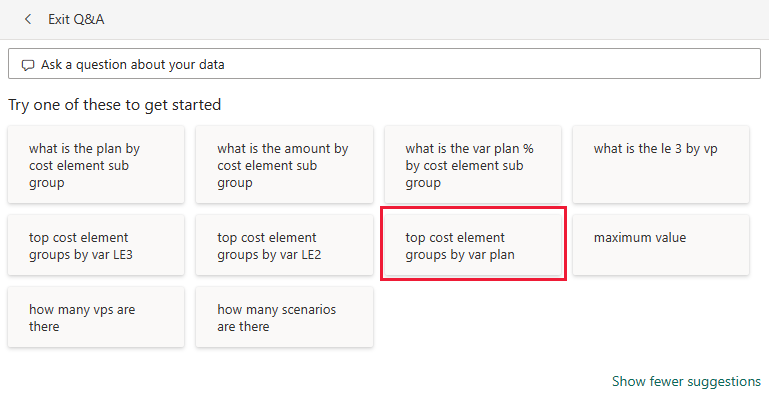 Exit Q&A
Ask a question about your data
Try one of these to get started
what is the plan by
cost element sub
group
what is the amount by
cost element sub
group
what is the var plan %
by cost element sub
group
what is the le 3 by vp
top cost element
groups by var LE3
top cost element
groups by var LE2
top cost element
groups by var plan
maximum value
how many vps are
there
how many scenarios
are there
Show fewer suggestions